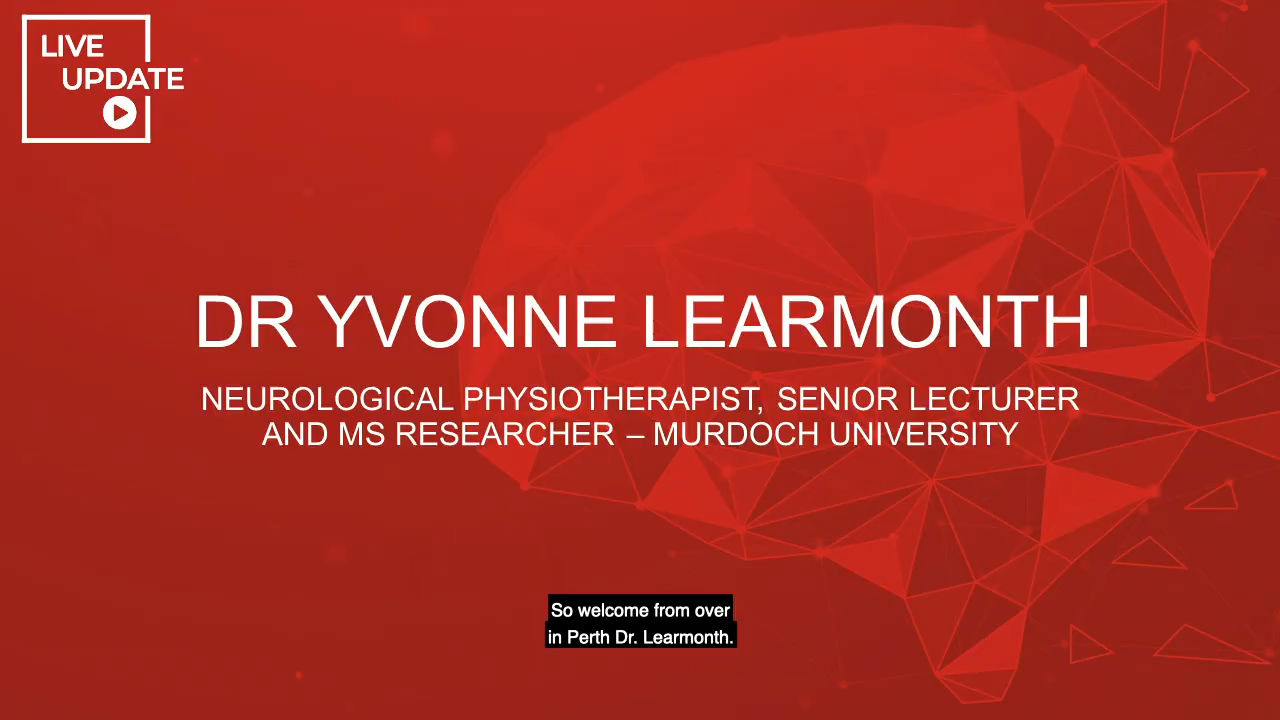 LIVE
UPDATE
DR YVONNE LEARMONTH
NEUROLOGICAL PHYSIOTHERAPIST, SENIOR LECTURER
AND MS RESEARCHER – MURDOCH UNIVERSITY
So welcome from over
in Perth Dr. Learmonth.